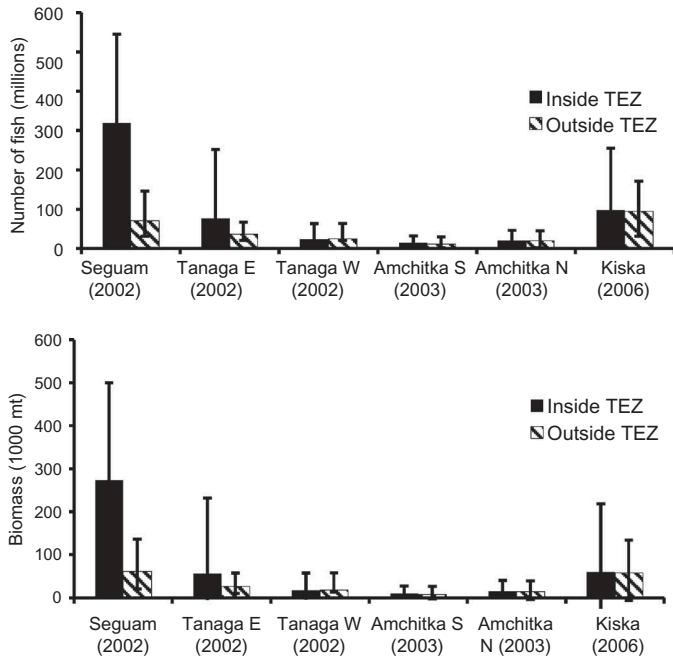 Number of fish (millions)
600
500
400
300
200
100
0
Inside TEZ
Outside TEZ
Seguam
(2002)
Tanaga E
(2002)
Tanaga W
(2002)
Amchitka S
(2003)
Amchitka N
(2003)
Kiska
(2006)
Biomass (1000 mt)
600
500
400
300
200
100
0
Inside TEZ
Outside TEZ
Seguam
(2002)
Tanaga E
(2002)
Tanaga W
(2002)
Amchitka S
(2003)
Amchitka
N (2003)
Kiska
(2006)